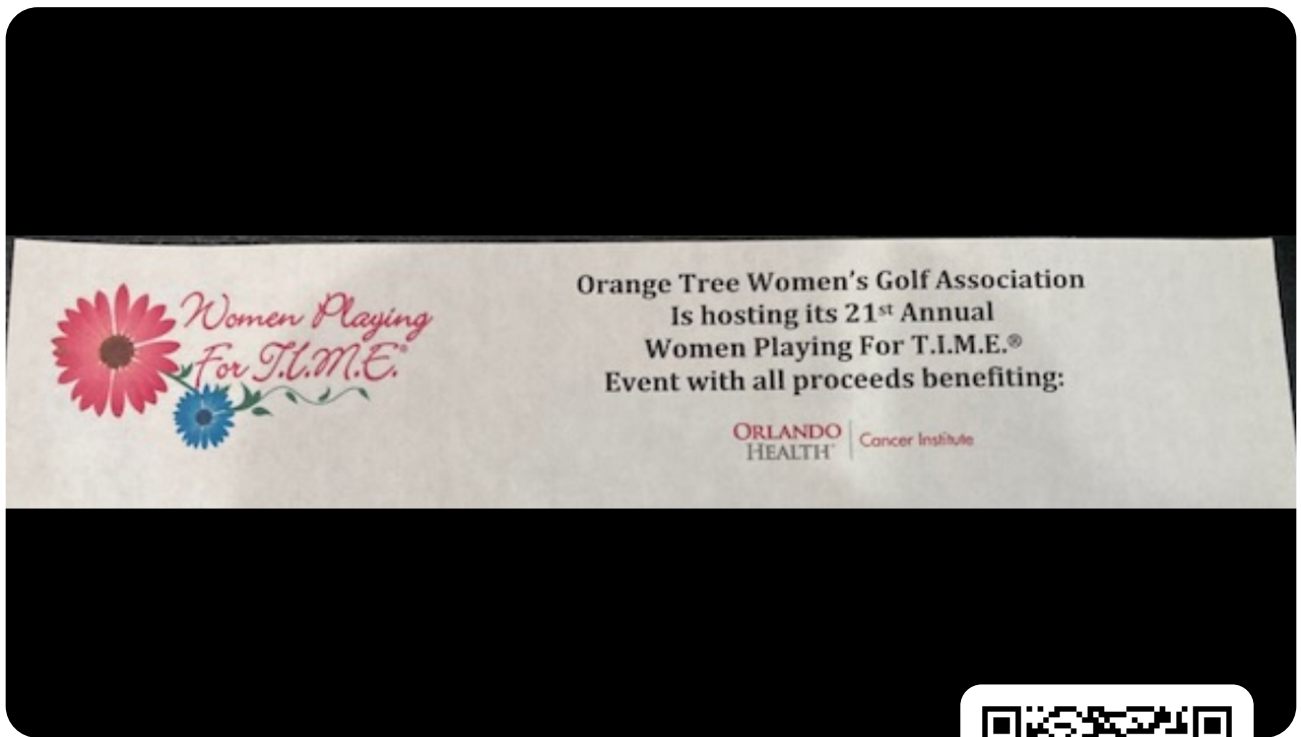 Women Playing
For T.I.M.E.®
Orange Tree Women's Golf Association
Is hosting its 21st Annual
Women Playing For T.I.M.E.®
Event with all proceeds benefiting:
ORLANDO
HEALTH®
Cancer Institute